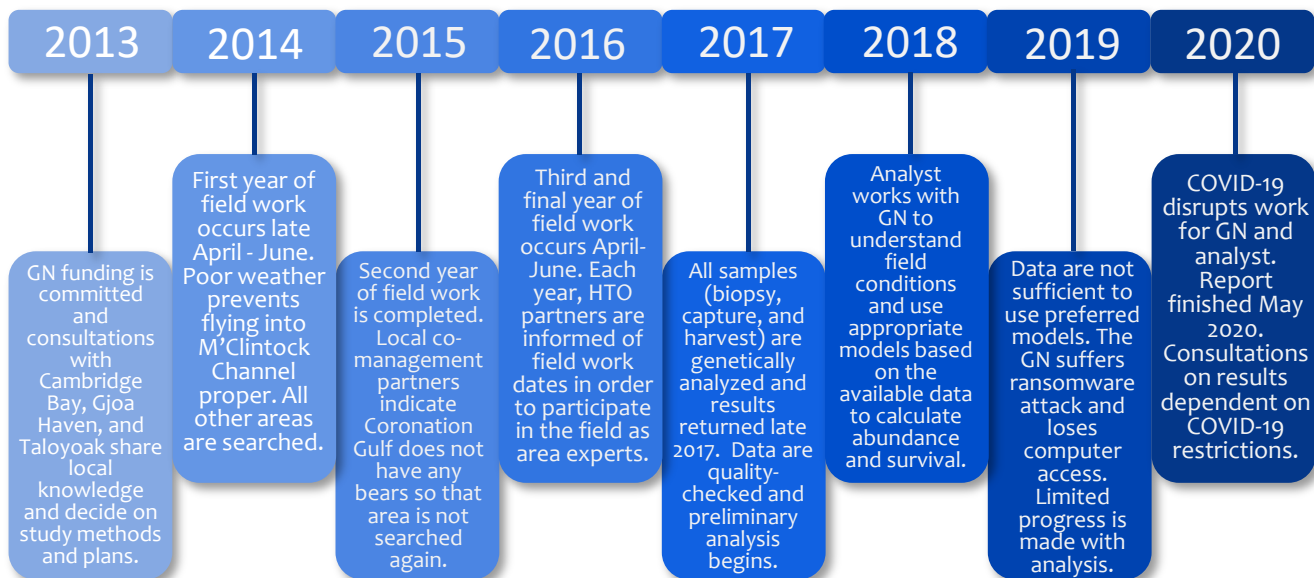 2013
2014
2015
2016
2017
2018
2019
2020
GN funding is
committed
and
consultations
with
Cambridge
Bay, Gjoa
Haven, and
Taloyoak share
local
knowledge
and decide on
study methods
and plans.
First year of
field work
occurs late
April - June.
Poor weather
prevents
flying into
M'Clintock
Channel
proper. All
other areas
are searched.
Second year
of field work
is completed.
Local co-
management
partners
indicate
Coronation
Gulf does not
have any
bears so that
area is not
searched
again.
Third and
final year of
field work
occurs April-
June. Each
year, HTO
partners are
informed of
field work
dates in order
to participate
in the field as
area experts.
All samples
(biopsy,
capture, and
harvest) are
genetically
analyzed and
results
returned late
2017. Data are
quality-
checked and
preliminary
analysis
begins.
Analyst
works with
GN to
understand
field
conditions
and use
appropriate
models based
on the
available data
to calculate
abundance
and survival.
Data are not
sufficient to
use preferred
models. The
GN suffers
ransomware
attack and
loses
computer
access.
Limited
progress is
made with
analysis.
COVID-19
disrupts work
for GN and
analyst.
Report
finished May
2020.
Consultations
on results
dependent on
COVID-19
restrictions.